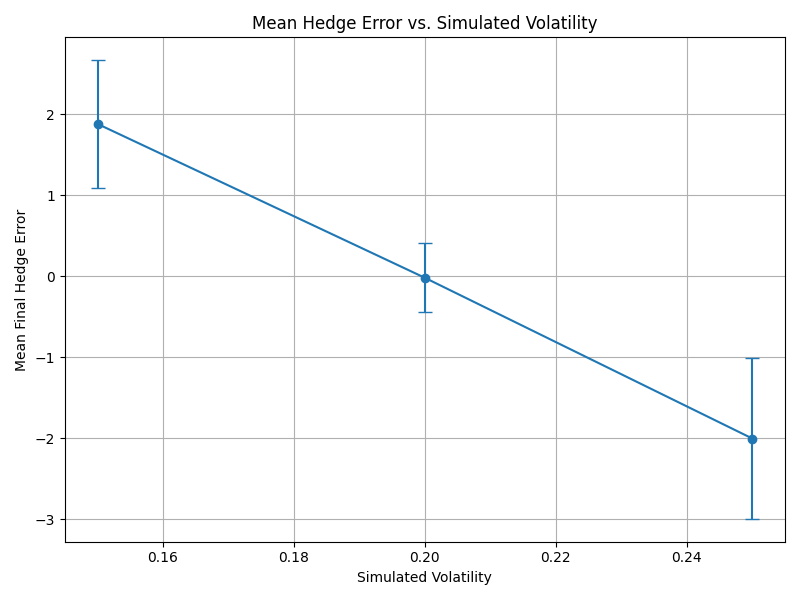 Mean Hedge Error vs. Simulated Volatility
Mean Final Hedge Error
2
1
0
−1
−2
−3
0.16 0.18 0.20 0.22 0.24
Simulated Volatility